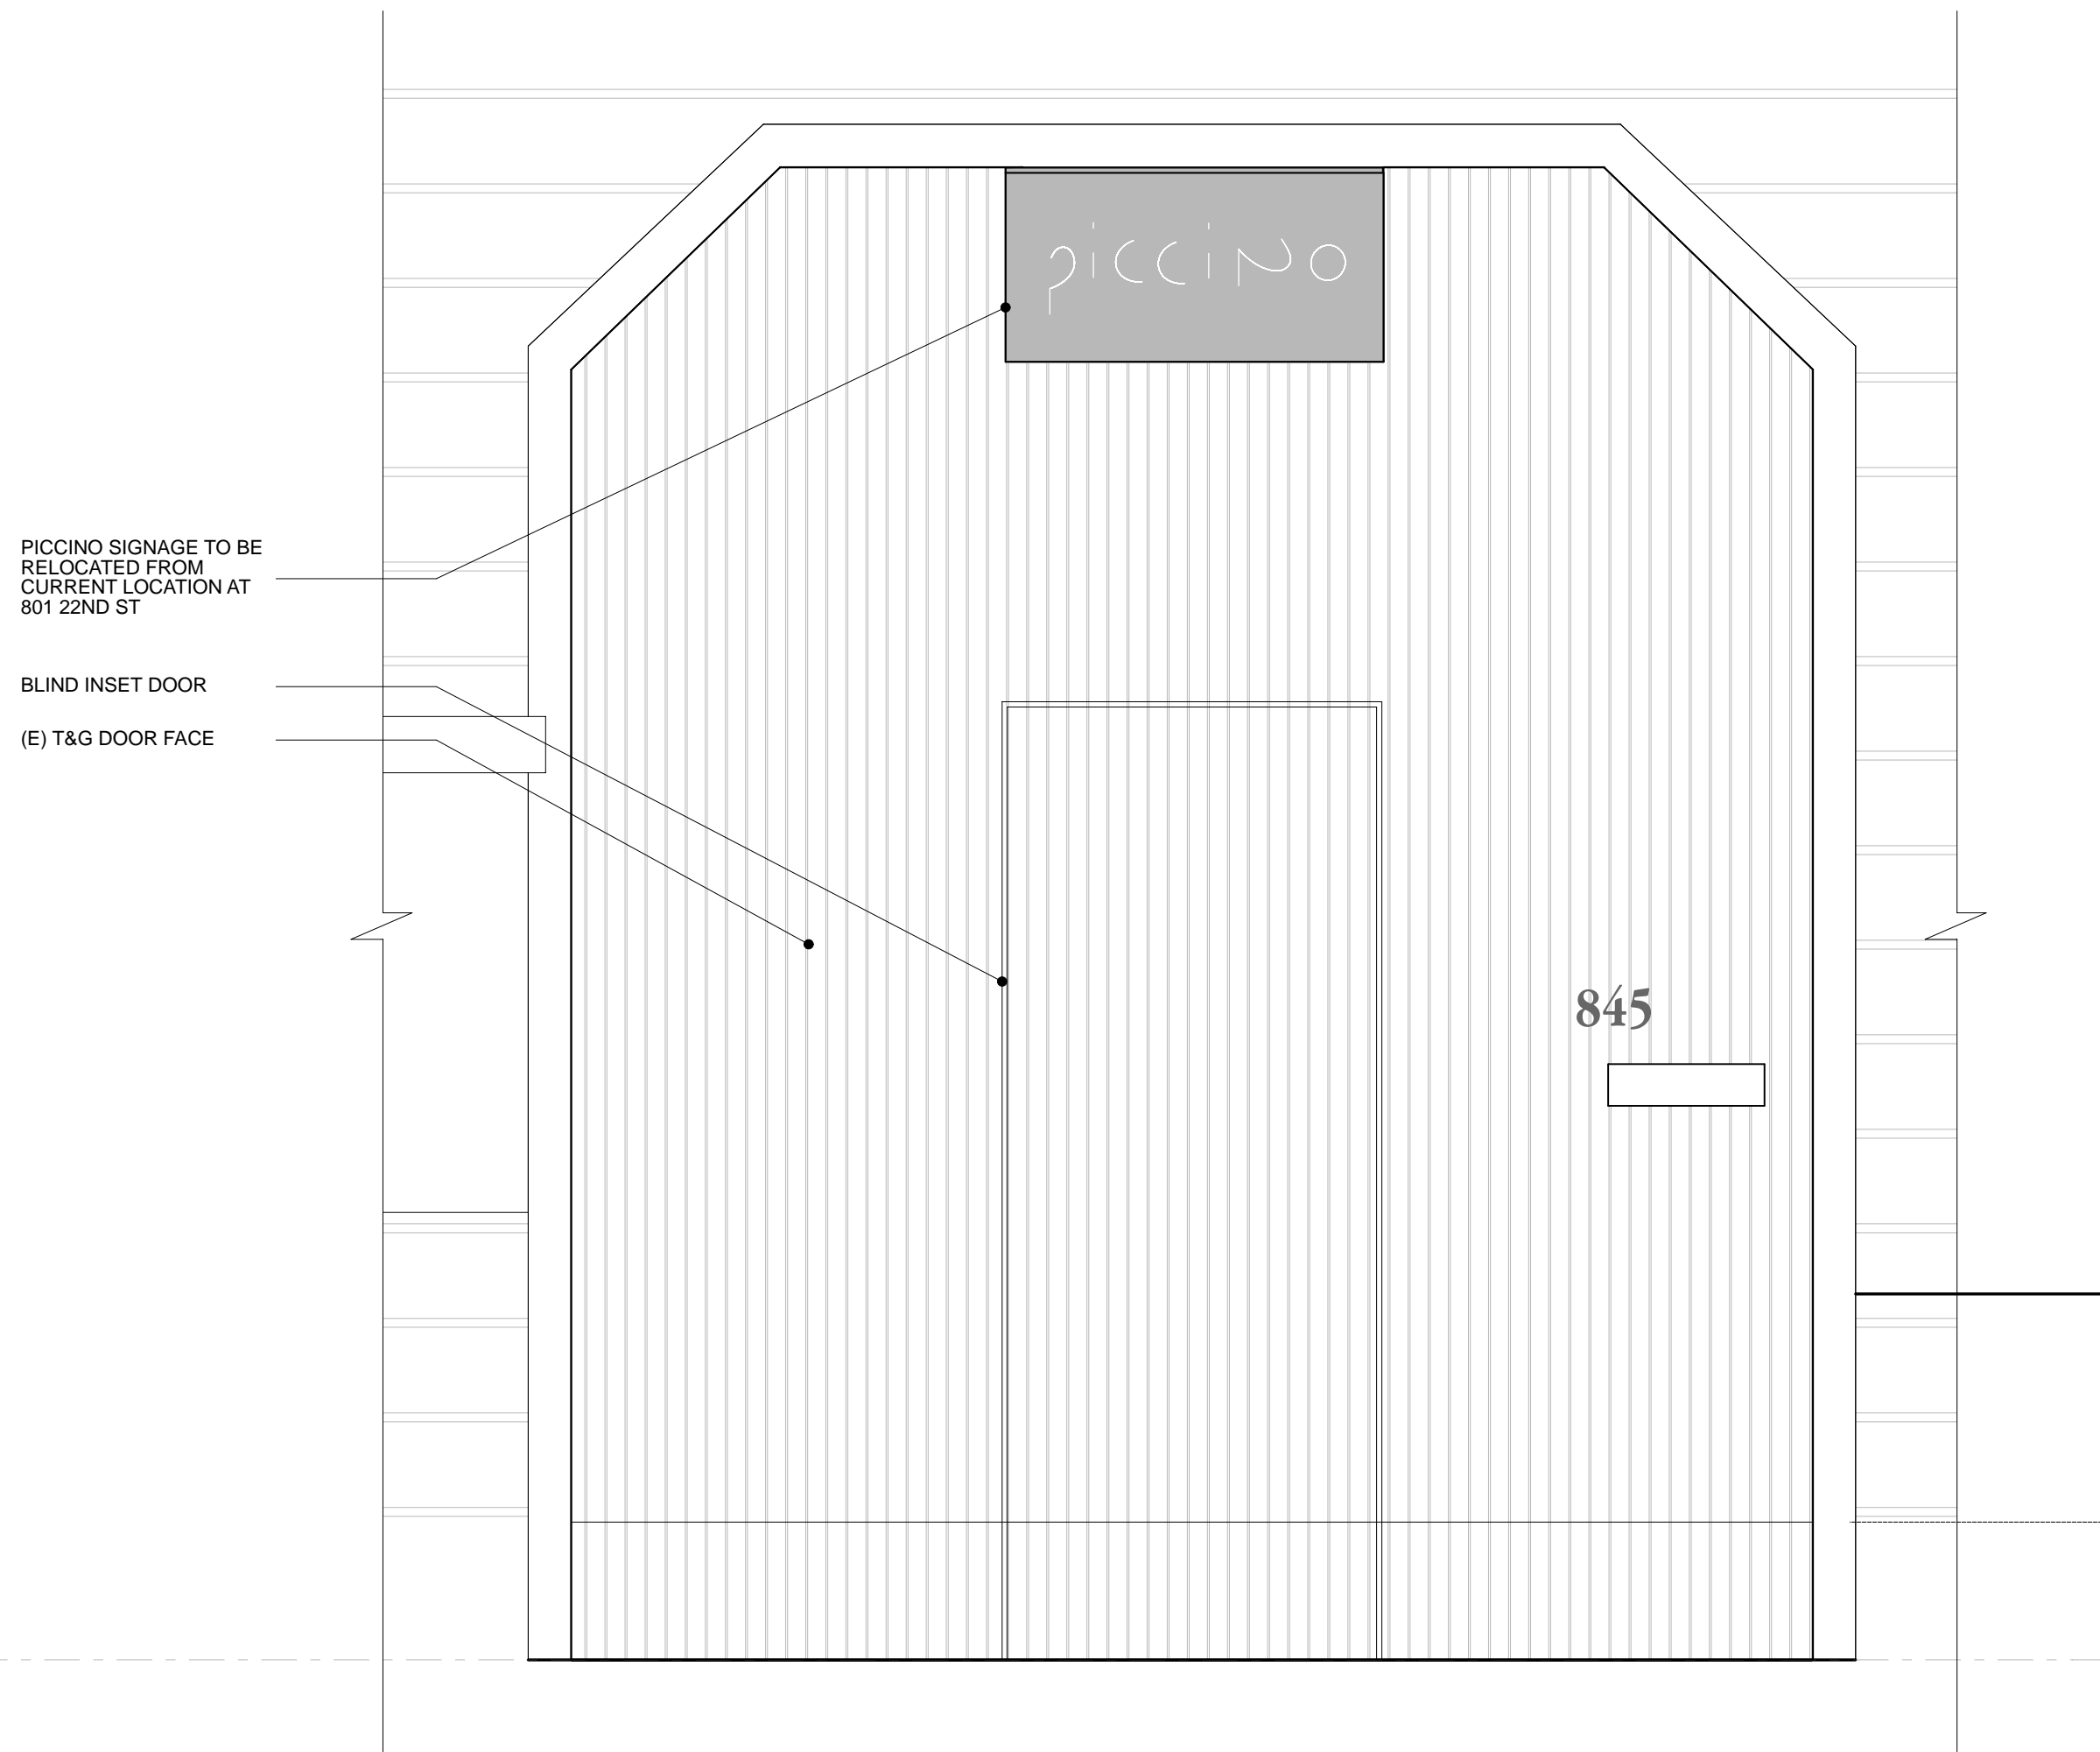 piccino
PICCINO SIGNAGE TO BE
RELOCATED FROM
CURRENT LOCATION AT
801 22ND ST
BLIND INSET DOOR
(E) T&G DOOR FACE
845